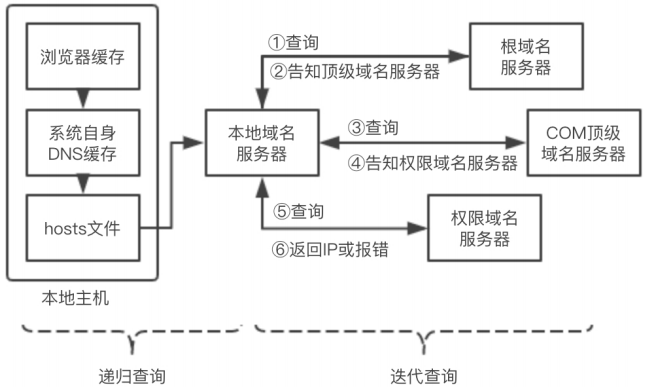 浏览器缓存
系统自身
DNS缓存
hosts文件
本地主机
本地域名
服务器
①查询
②告知顶级域名服务器
根域名
服务器
③查询
④告知权限域名服务器
COM顶级
域名服务器
⑤查询
⑥返回IP或报错
权限域名
服务器
递归查询
迭代查询